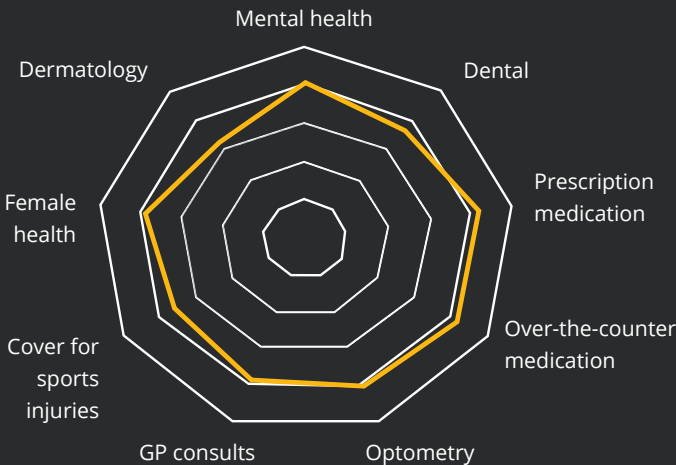 Mental health
Dermatology
Dental
Prescription
medication
Female
health
Over-the-counter
medication
Cover for
sports
injuries
GP consults
Optometry